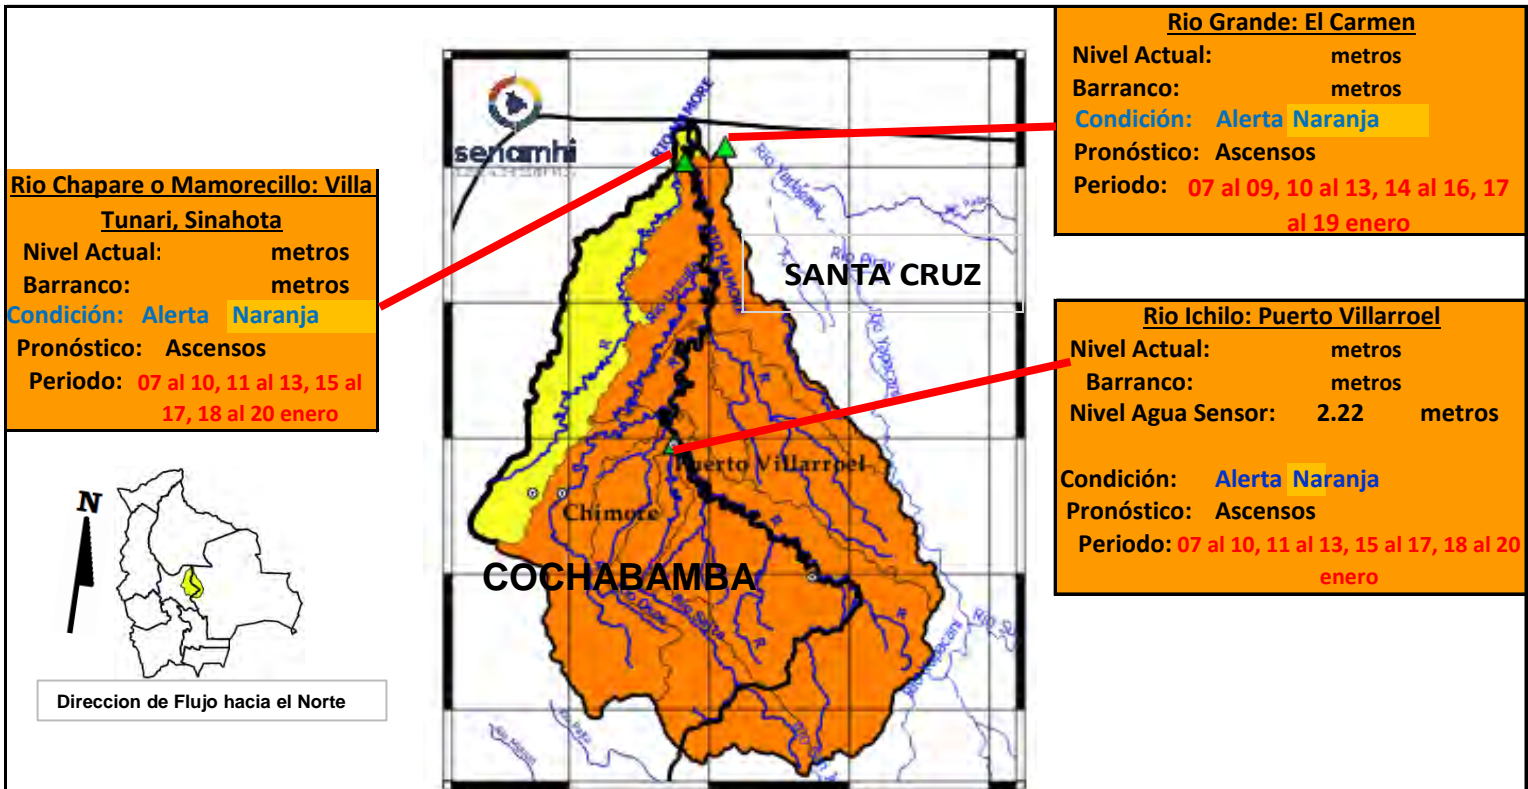 Rio Grande: El Carmen
Nivel Actual: metros
Barranco: metros
Condición: Alerta Naranja
Pronóstico: Ascensos
Periodo: 07 al 09, 10 al 13, 14 al 16, 17
al 19 enero
Rio Chapare o Mamorecillo: Villa
Tunari, Sinahota
Nivel Actual: metros
Barranco: metros
Condición: Alerta Naranja
Pronóstico: Ascensos
Periodo: 07 al 10, 11 al 13, 15 al
17, 18 al 20 enero
Rio Ichilo: Puerto Villarroel
Nivel Actual: metros
Barranco: metros
Nivel Agua Sensor: 2.22 metros
Condición: Alerta Naranja
Pronóstico: Ascensos
Periodo: 07 al 10, 11 al 13, 15 al 17, 18 al 20
enero
senamhi
SANTA CRUZ
Rio Piray
Rio Yapacani
Puerto Villarroel
Chimore
COCHABAMBA
N
Direccion de Flujo hacia el Norte